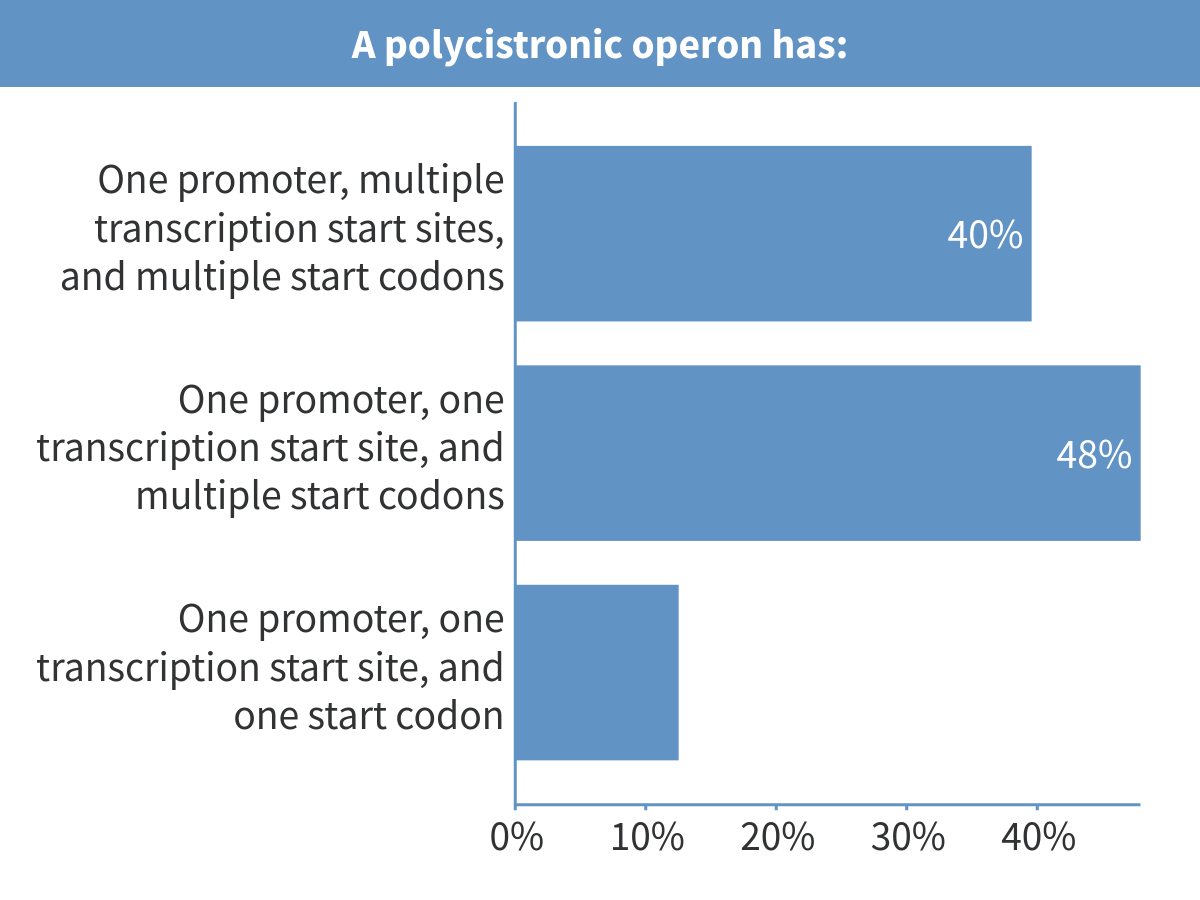 A polycistronic operon has:
One promoter, multiple
transcription start sites,
and multiple start codons
40%
One promoter, one
transcription start site, and
multiple start codons
48%
One promoter, one
transcription start site, and
one start codon
0% 10% 20% 30% 40%